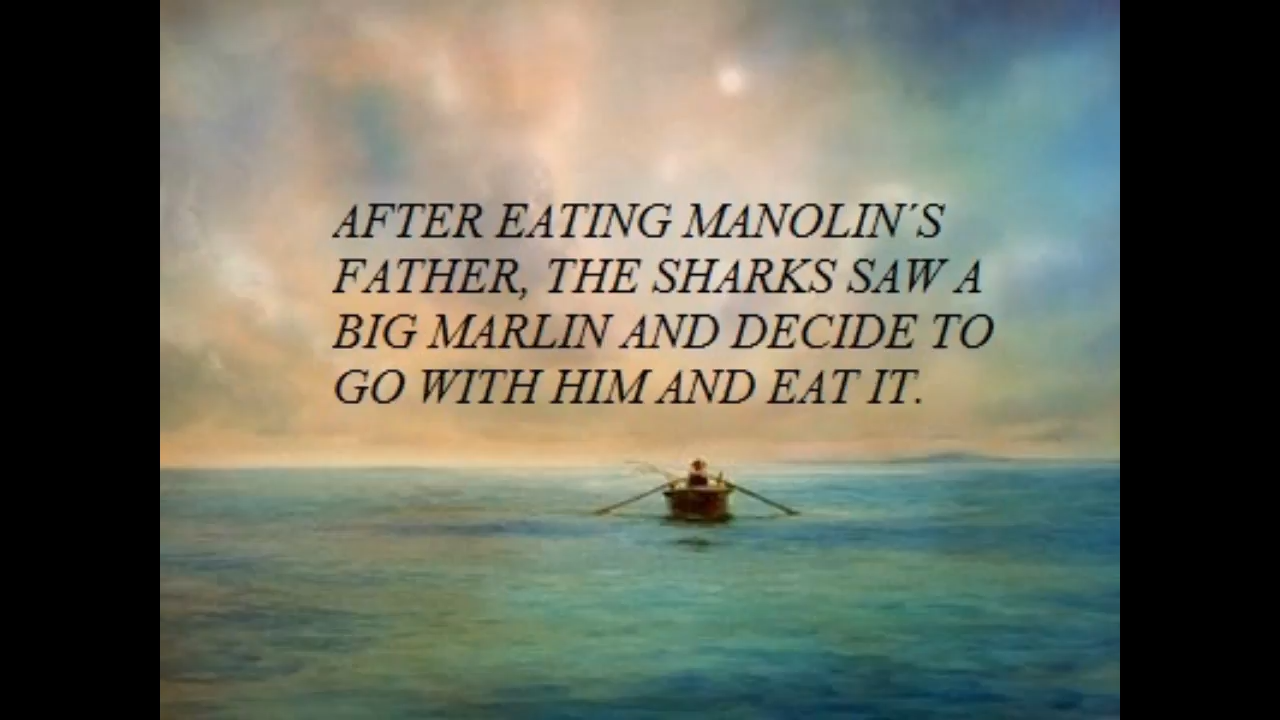 AFTER EATING MANOLIN´S
FATHER, THE SHARKS SAW A
BIG MARLIN AND DECIDE TO
GO WITH HIM AND EAT IT.